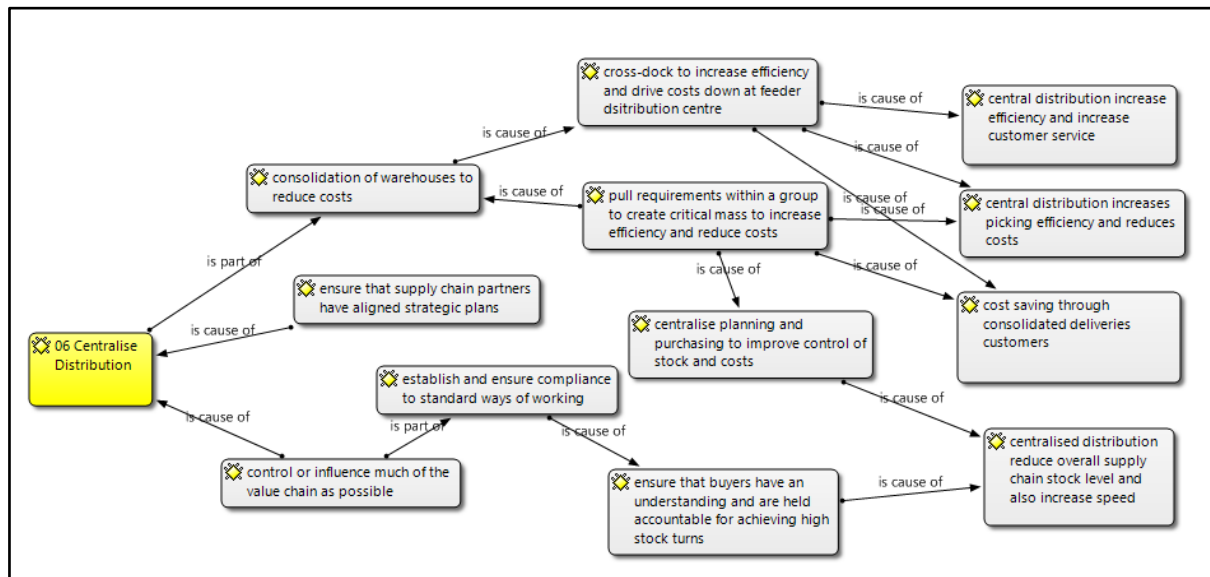 cross-dock to increase efficiency
and drive costs down at feeder
dsitribution centre
is cause of
central distribution increase
efficiency and increase
customer service
is cause of
consolidation of warehouses to
reduce costs
is cause of
is cause of
pull requirements within a group
to create critical mass to increase
efficiency and reduce costs
is cause of
is cause of
central distribution increases
picking efficiency and reduces
costs
is part of
ensure that supply chain partners
have aligned strategic plans
is cause of
is cause of
is cause of
cost saving through
consolidated deliveries
customers
06 Centralise
Distribution
centralise planning and
purchasing to improve control of
stock and costs
establish and ensure compliance
to standard ways of working
is cause of
is part of
is cause of
is cause of
control or influence much of the
value chain as possible
ensure that buyers have an
understanding and are held
accountable for achieving high
stock turns
is cause of
centralised distribution
reduce overall supply
chain stock level and
also increase speed